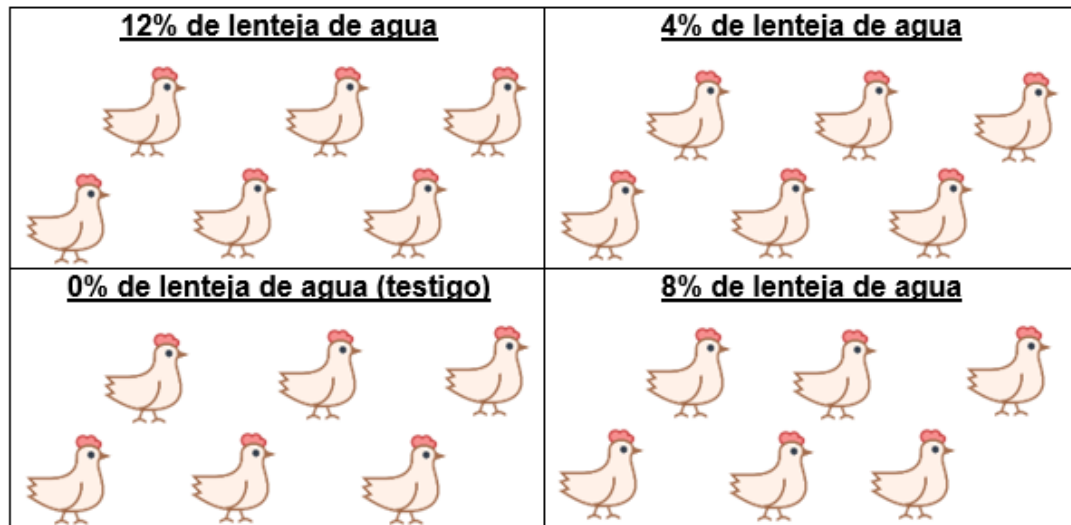 12% de lenteja de agua
4% de lenteja de agua
0% de lenteja de agua (testigo)
8% de lenteja de agua